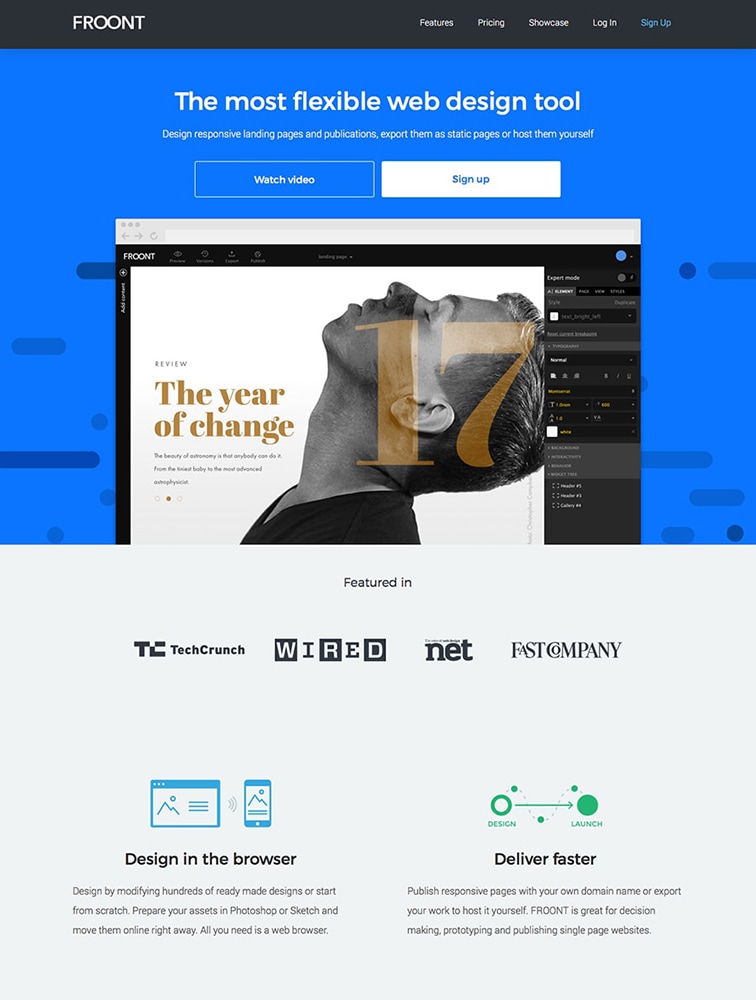 FROONT
Features Pricing Showcase Log In Sign Up
The most flexible web design tool
Design responsive landing pages and publications, export them as static pages or host them yourself
Watch video Sign up
FROONT Preview Versions Export Publish landing page
Add content
Expert mode
ELEMENT PAGE VIEW STYLES
Style Duplicate
text_bright_left
Reset current breakpoint
TYPOGRAPHY
Normal
B I U
Montserrat
1.0rem 600
1.0 VA
white
BACKGROUND
INTERACTIVITY
BEHAVIOR
WIDGET TREE
Header #5
Header #3
Gallery #4
REVIEW
The year
of change
17
The beauty of astronomy is that anybody can do it.
From the tiniest baby to the most advanced
astrophysicist.
Photo: Christopher Campbell
Featured in
TechCrunch
WIRED
net
FAST COMPANY
Design in the browser
Design by modifying hundreds of ready made designs or start
from scratch. Prepare your assets in Photoshop or Sketch and
move them online right away. All you need is a web browser.
DESIGN LAUNCH
Deliver faster
Publish responsive pages with your own domain name or export
your work to host it yourself. FROONT is great for decision
making, prototyping and publishing single page websites.